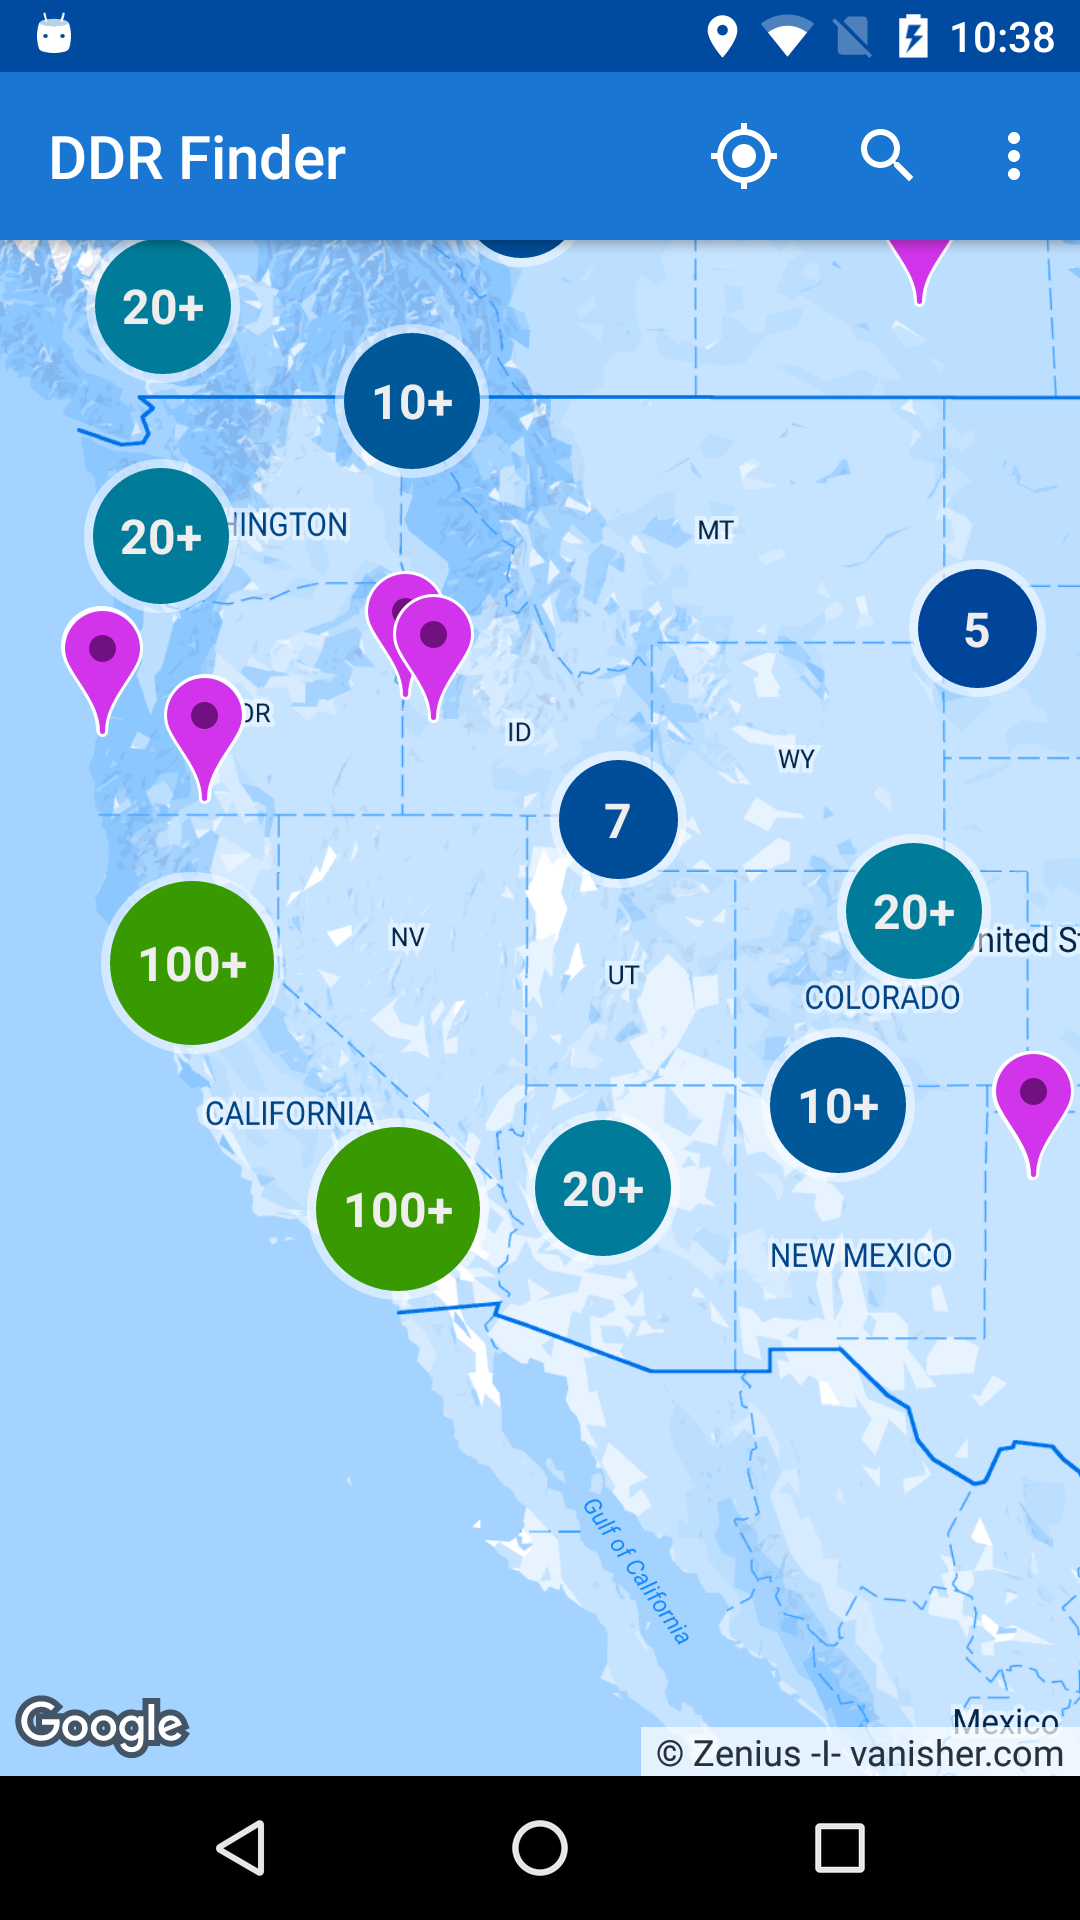 10:38
DDR Finder
20+
10+
20+
HINGTON
MT
5
OR
ID
WY
7
20+
nited St
100+
NV
UT
COLORADO
10+
CALIFORNIA
100+
20+
NEW MEXICO
Gulf of California
Mexico
Google
© Zenius -I- vanisher.com